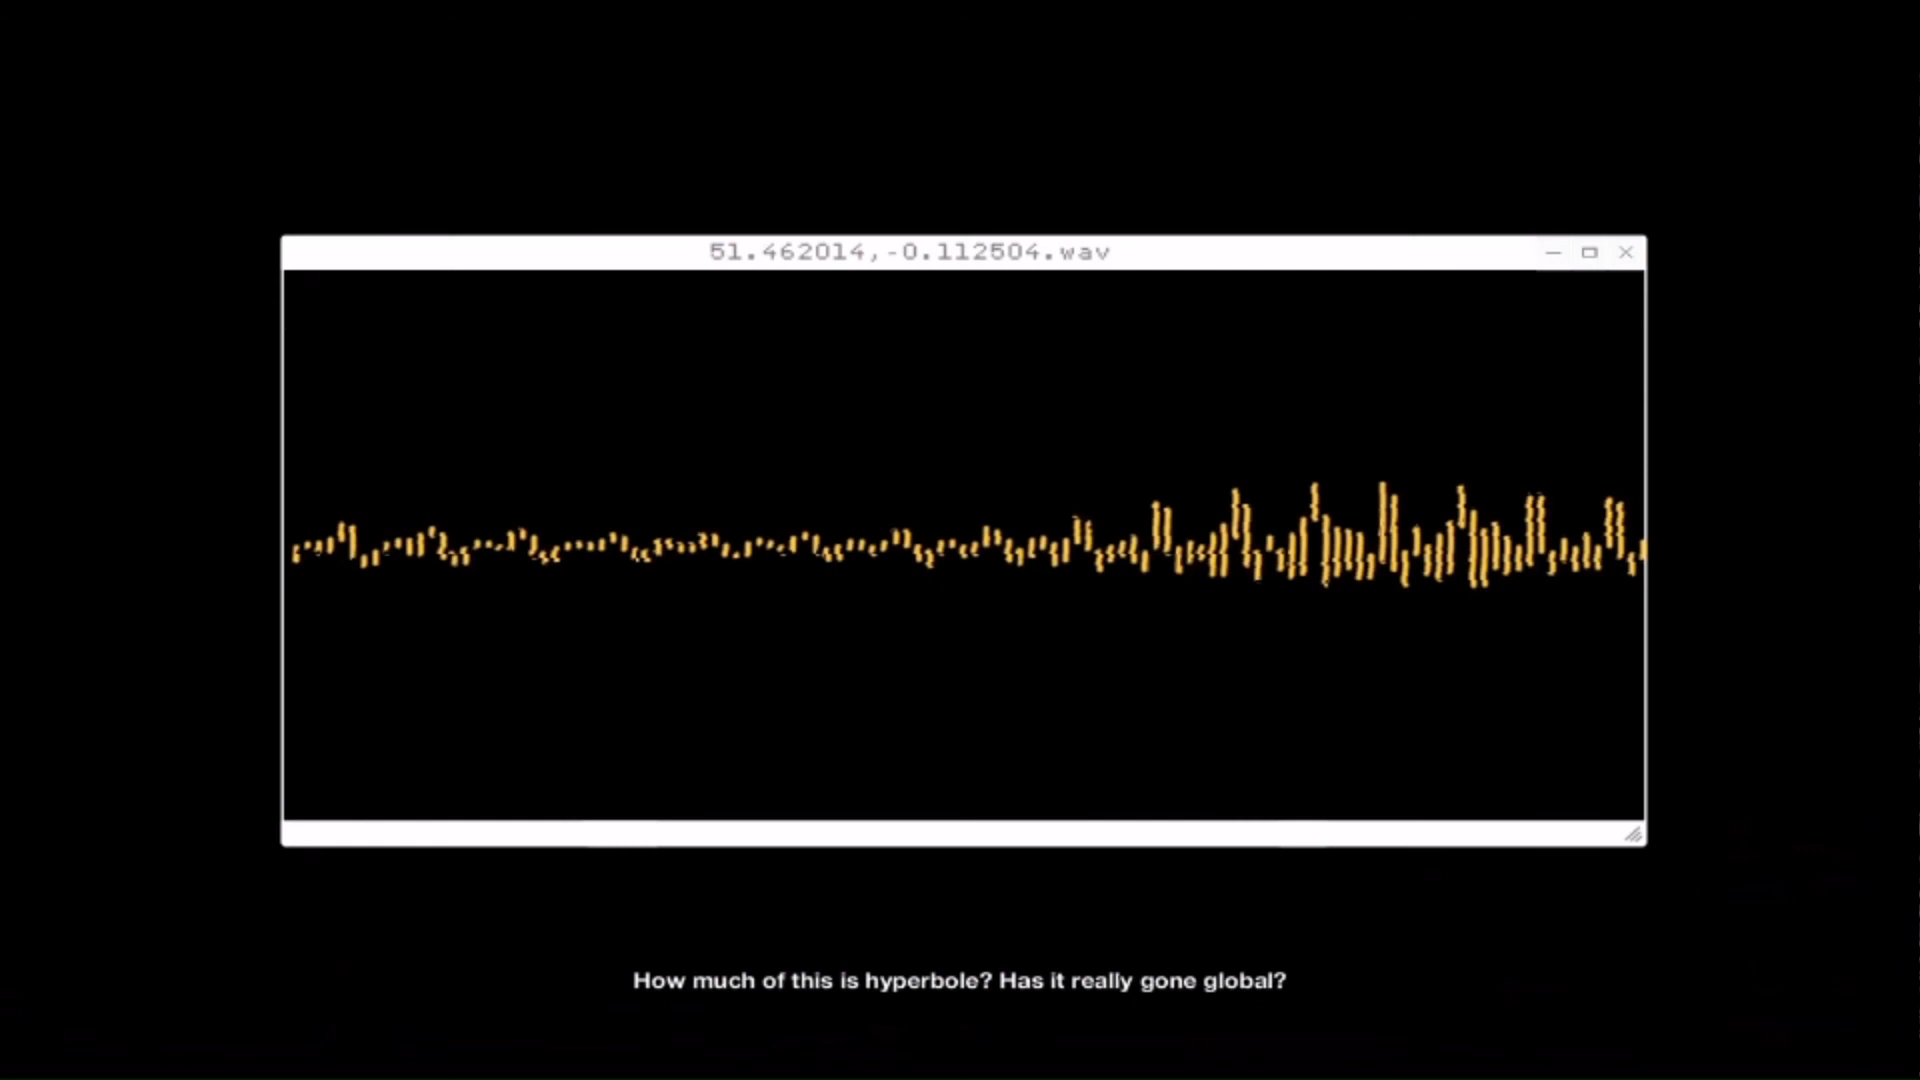 51.462014,-0.112504.wav
How much of this is hyperbole? Has it really gone global?